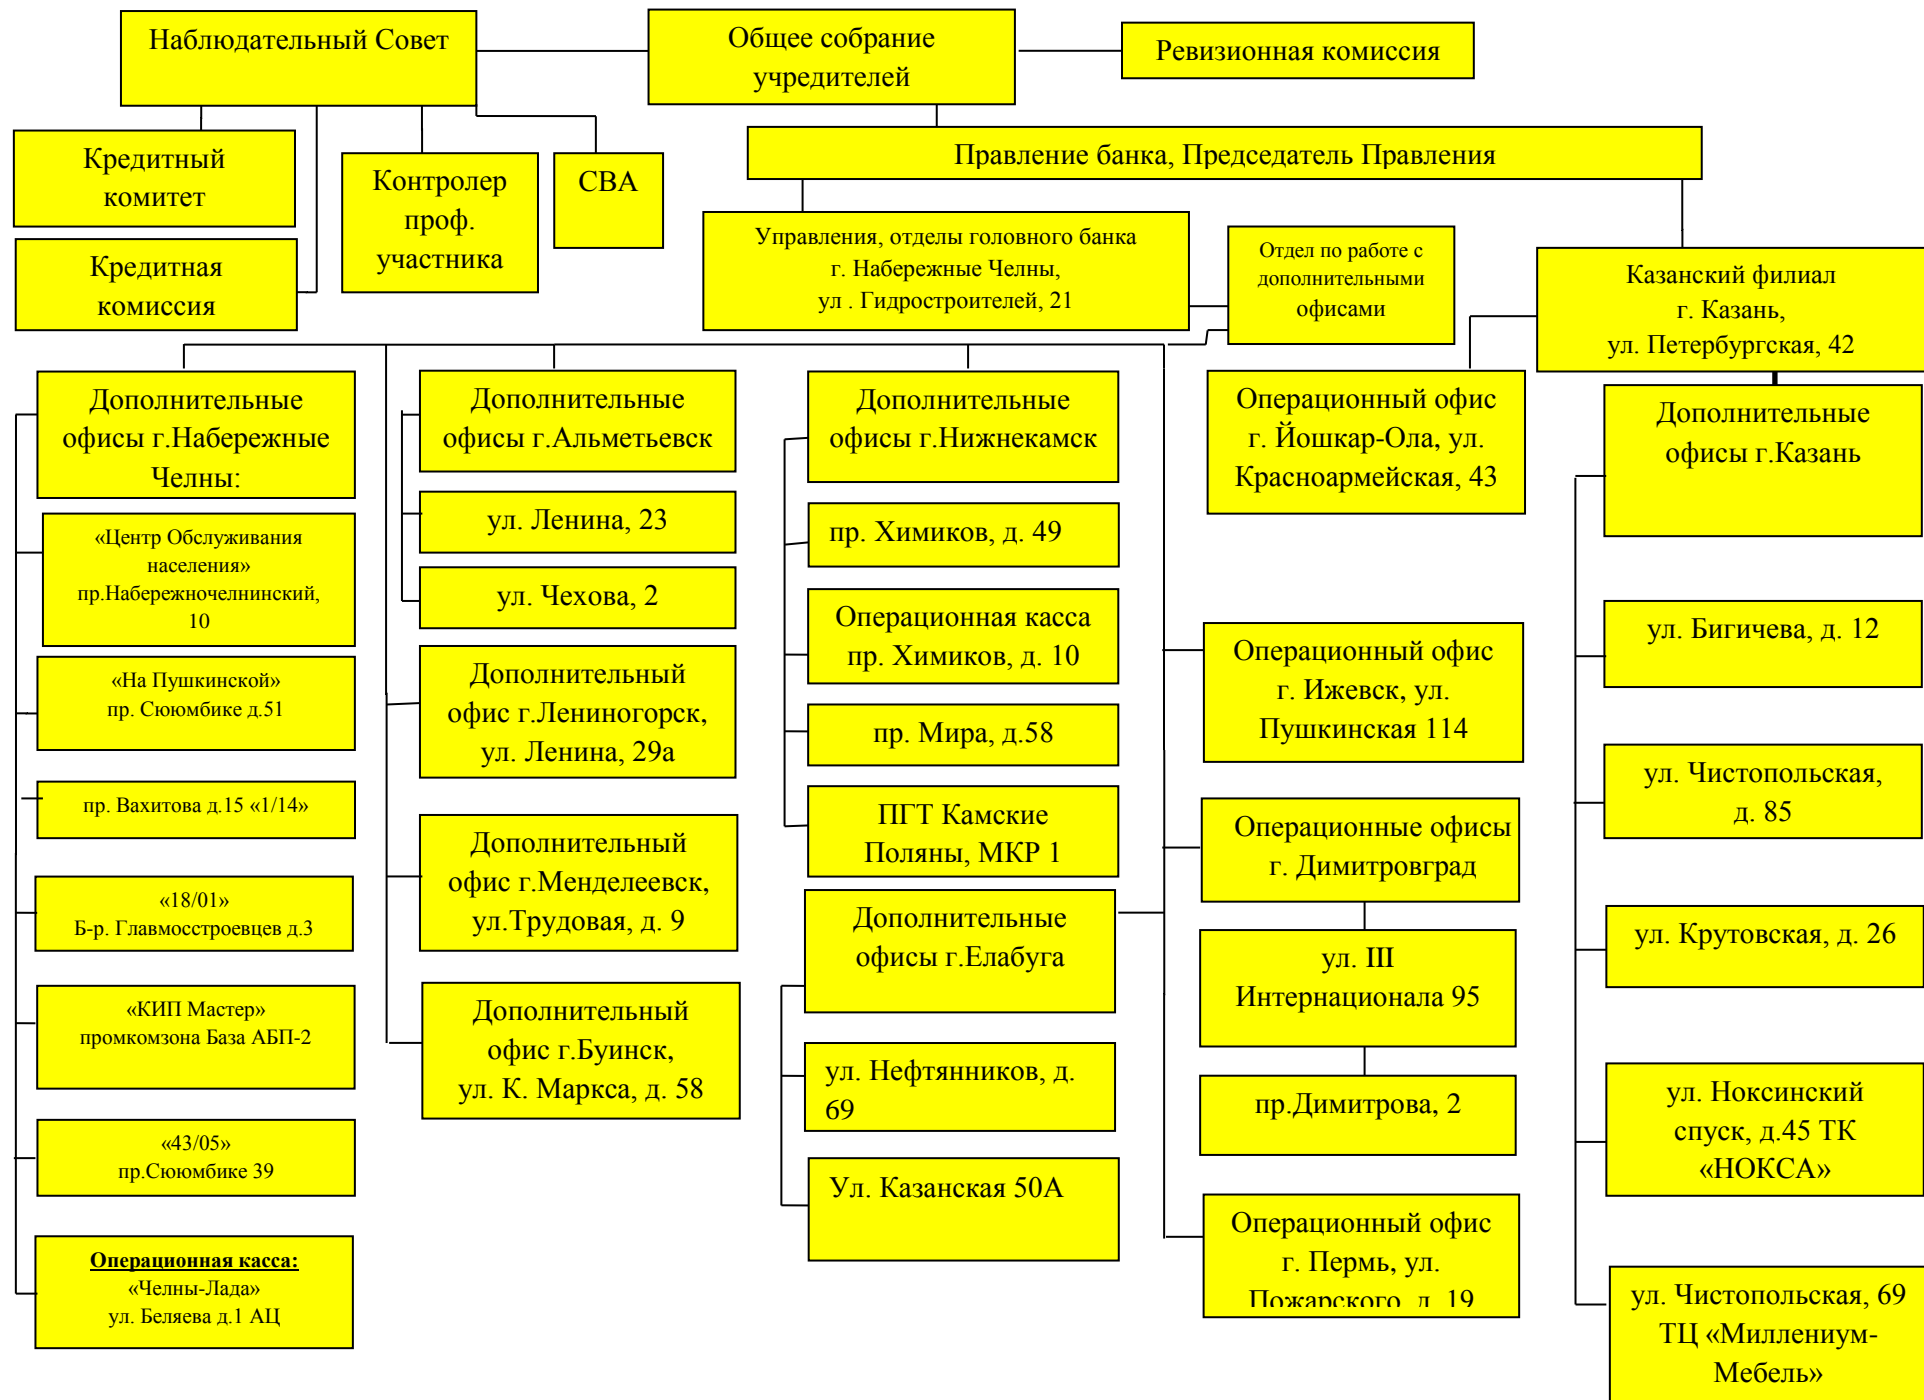 Наблюдательный Совет
Общее собрание
учредителей
Ревизионная комиссия
Кредитный
комитет
Кредитная
комиссия
Контролер
проф.
участника
СВА
Правление банка, Председатель Правления
Управления, отделы головного банка
г. Набережные Челны,
ул . Гидростроителей, 21
Отдел по работе с
дополнительными
офисами
Казанский филиал
г. Казань,
ул. Петербургская, 42
Дополнительные
офисы г.Набережные
Челны:
«Центр Обслуживания
населения»
пр.Набережночелнинский,
10
«На Пушкинской»
пр. Сююмбике д.51
пр. Вахитова д.15 «1/14»
«18/01»
Б-р. Главмосстроевцев д.3
«КИП Мастер»
промкомзона База АБП-2
«43/05»
пр.Сююмбике 39
Операционная касса:
«Челны-Лада»
ул. Беляева д.1 АЦ
Дополнительные
офисы г.Альметьевск
ул. Ленина, 23
ул. Чехова, 2
Дополнительный
офис г.Лениногорск,
ул. Ленина, 29а
Дополнительный
офис г.Менделеевск,
ул.Трудовая, д. 9
Дополнительный
офис г.Буинск,
ул. К. Маркса, д. 58
Дополнительные
офисы г.Нижнекамск
пр. Химиков, д. 49
Операционная касса
пр. Химиков, д. 10
пр. Мира, д.58
ПГТ Камские
Поляны, МКР 1
Дополнительные
офисы г.Елабуга
ул. Нефтянников, д.
69
Ул. Казанская 50А
Операционный офис
г. Йошкар-Ола, ул.
Красноармейская, 43
Операционный офис
г. Ижевск, ул.
Пушкинская 114
Операционные офисы
г. Димитровград
ул. III
Интернационала 95
пр.Димитрова, 2
Операционный офис
г. Пермь, ул.
Пожарского, д. 19
Дополнительные
офисы г.Казань
ул. Бигичева, д. 12
ул. Чистопольская,
д. 85
ул. Крутовская, д. 26
ул. Ноксинский
спуск, д.45 ТК
«НОКСА»
ул. Чистопольская, 69
ТЦ «Миллениум-
Мебель»